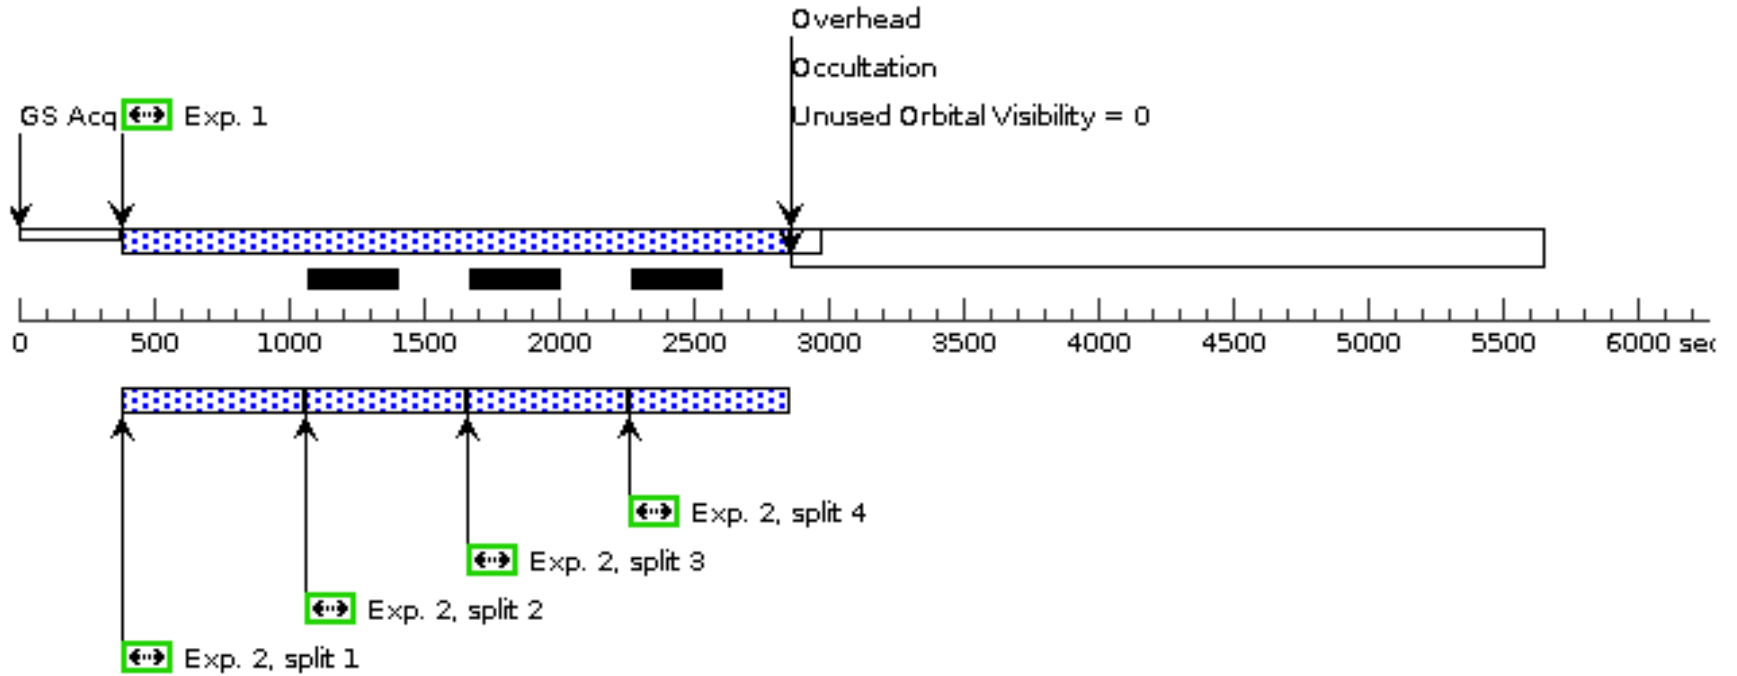 Overhead
Occultation
GS Acq Exp. 1 Unused Orbital Visibility = 0
0 500 1000 1500 2000 2500 3000 3500 4000 4500 5000 5500 6000 sec
Exp. 2, split 4
Exp. 2, split 3
Exp. 2, split 2
Exp. 2, split 1